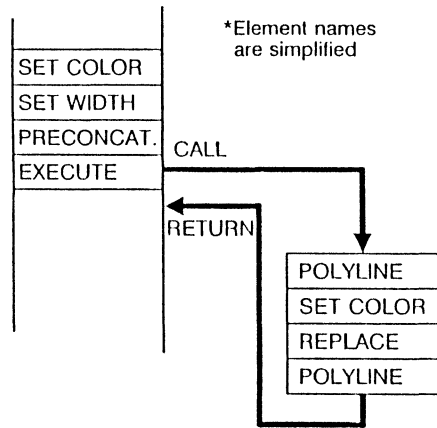 *Element names
are simplified
SET COLOR
SET WIDTH
PRECONCAT.
EXECUTE
CALL
RETURN
POLYLINE
SET COLOR
REPLACE
POLYLINE